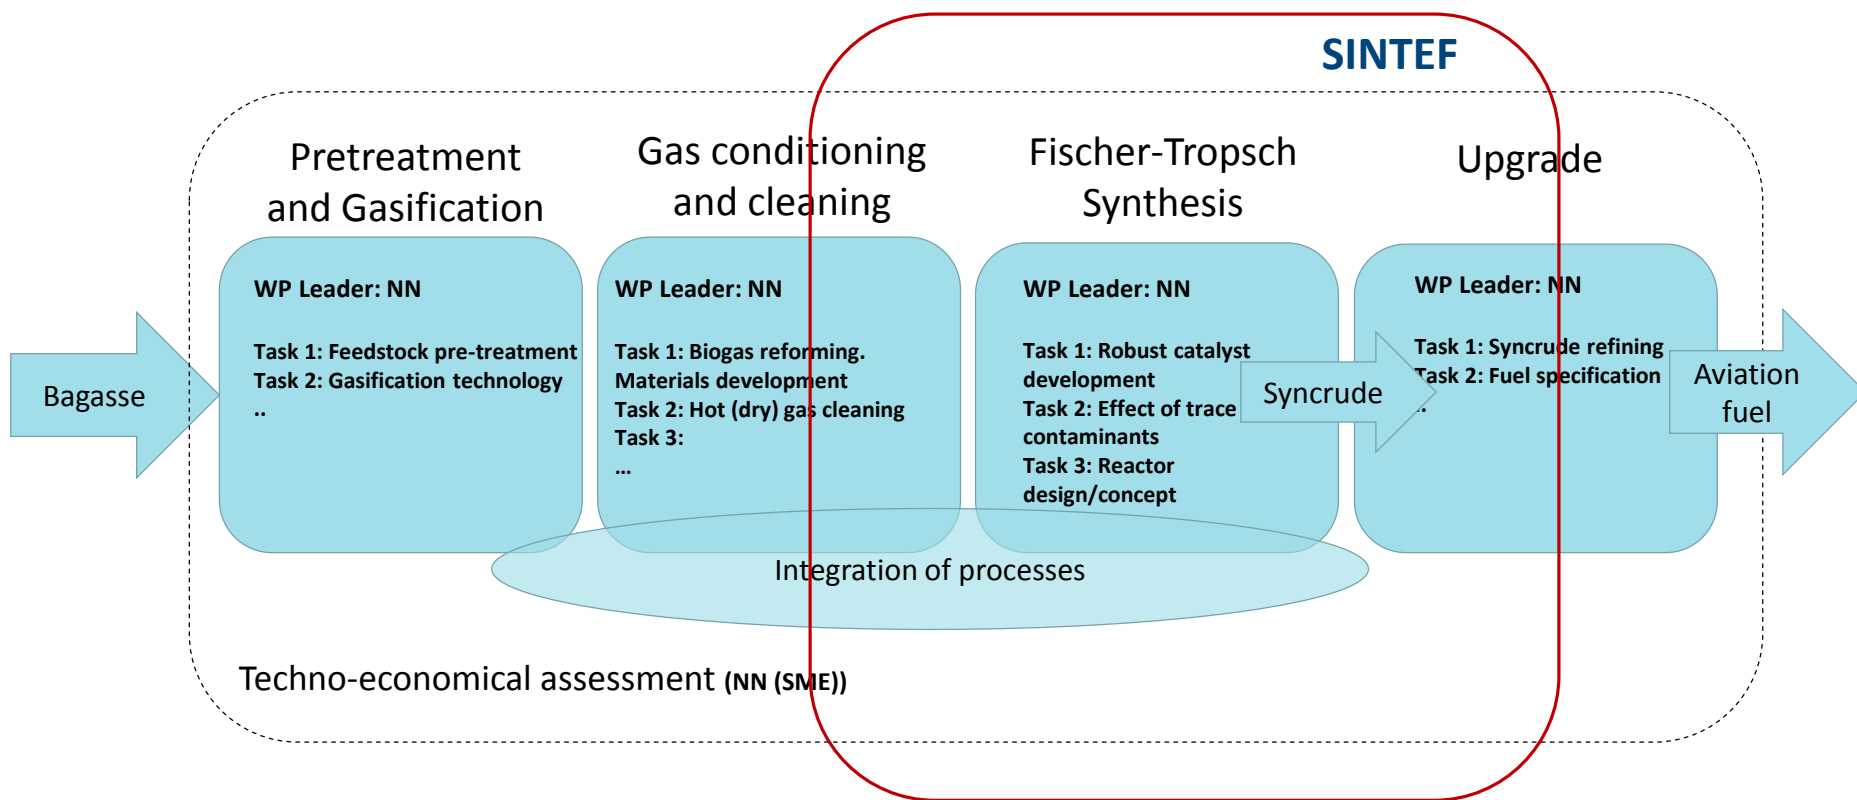 SINTEF
Pretreatment
and Gasification
Gas conditioning
and cleaning
Fischer-Tropsch
Synthesis
Upgrade
Bagasse
WP Leader: NN
Task 1: Feedstock pre-treatment
Task 2: Gasification technology
..
WP Leader: NN
Task 1: Biogas reforming.
Materials development
Task 2: Hot (dry) gas cleaning
Task 3:
...
WP Leader: NN
Task 1: Robust catalyst
development
Task 2: Effect of trace
contaminants
Task 3: Reactor
design/concept
Syncrude
WP Leader: NN
Task 1: Syncrude refining
Task 2: Fuel specification
..
Aviation
fuel
Integration of processes
Techno-economical assessment (NN (SME))